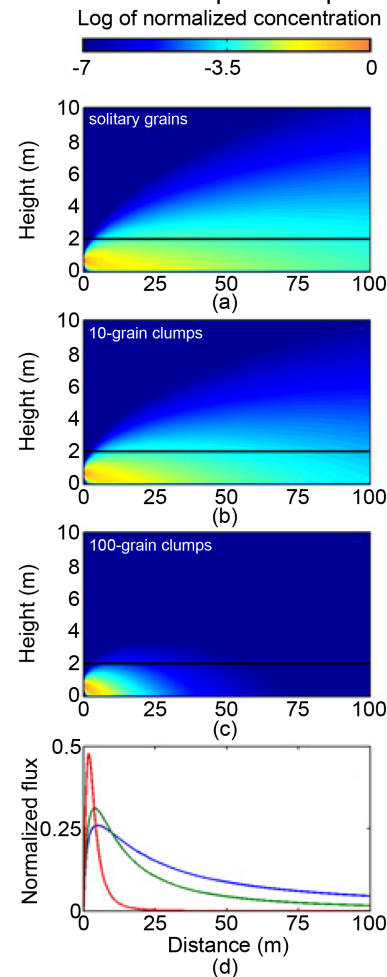 Log of normalized concentration
-7 -3.5 0
solitary grains
Height (m)
10
8
6
4
2
0
0 25 50 75 100
(a)
10-grain clumps
Height (m)
10
8
6
4
2
0
0 25 50 75 100
(b)
100-grain clumps
Height (m)
10
8
6
4
2
0
0 25 50 75 100
(c)
Normalized flux
0.5
0.25
0
0 25 50 75 100
Distance (m)
(d)